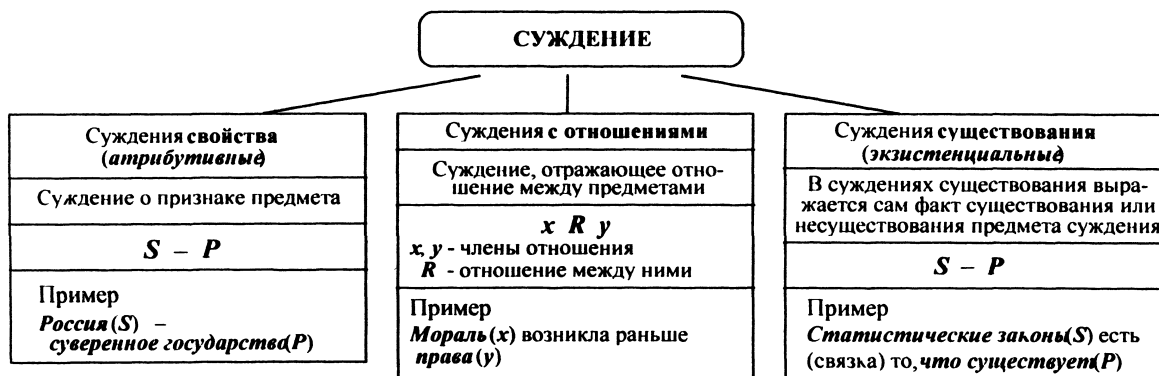 СУЖДЕНИЕ
Суждения свойства
(атрибутивные)
Суждение о признаке предмета
S – P
Пример
Россия (S) –
суверенное государство(P)
Суждения с отношениями
Суждение, отражающее отно-
шение между предметами
x R y
x, y - члены отношения
R - отношение между ними
Пример
Мораль (x) возникла раньше
права (y)
Суждения существования
(экзистенциальные)
В суждениях существования выра-
жается сам факт существования или
несуществования предмета суждения
S – P
Пример
Статистические законы(S) есть
(связка) то, что существует(P)